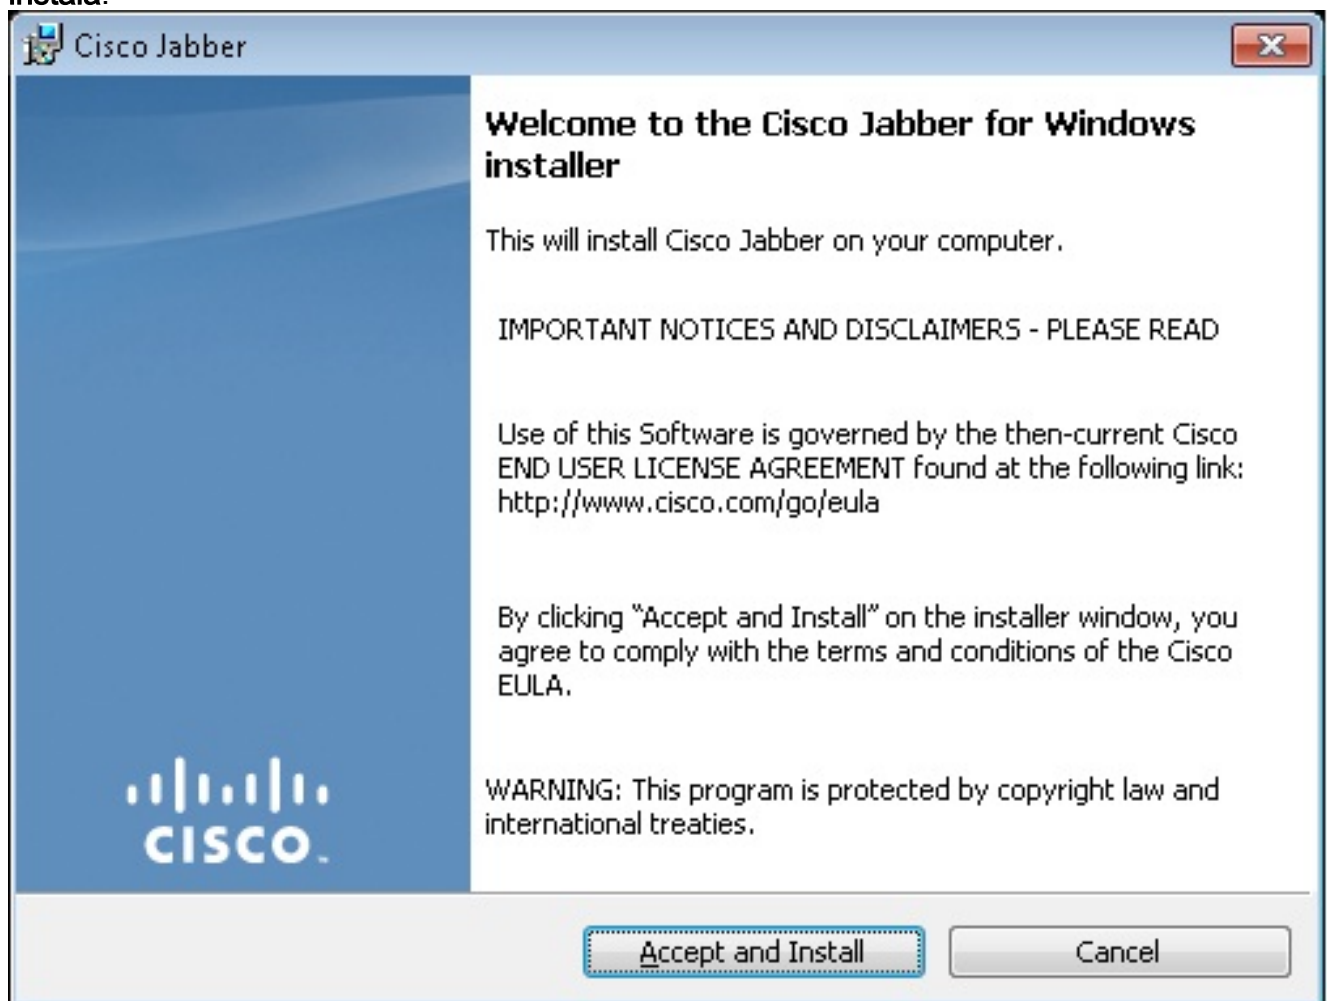 Instala:
Cisco Jabber
Welcome to the Cisco Jabber for Windows
installer
This will install Cisco Jabber on your computer.
IMPORTANT NOTICES AND DISCLAIMERS - PLEASE READ
Use of this Software is governed by the then-current Cisco
END USER LICENSE AGREEMENT found at the following link:
http://www.cisco.com/go/eula
By clicking “Accept and Install” on the installer window, you
agree to comply with the terms and conditions of the Cisco
EULA.
WARNING: This program is protected by copyright law and
international treaties.
CISCO™
Accept and Install
Cancel